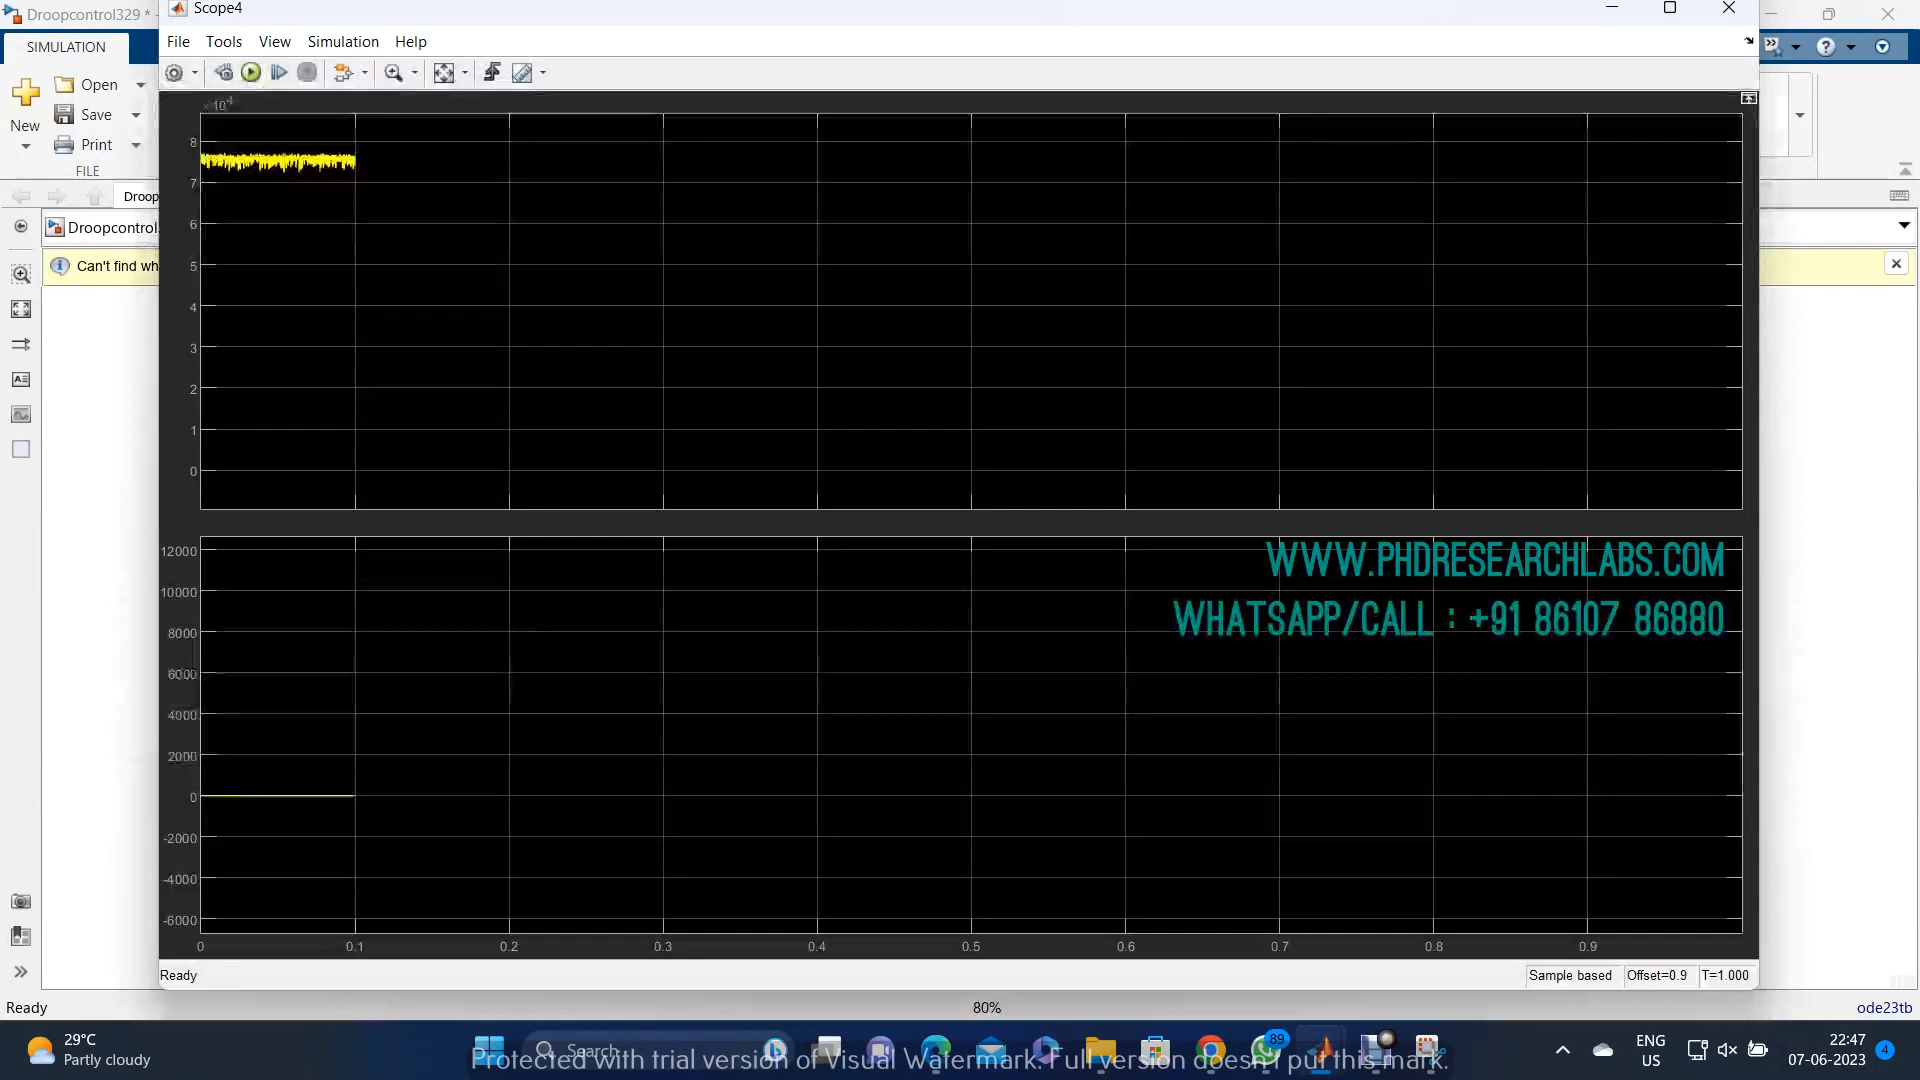 Droopcontrol329 *
Scope4
SIMULATION
File Tools View Simulation Help
New
Open
Save
Print
FILE
Droop
Droopcontrol
Can't find wh
× 10^4
8
7
6
5
4
3
2
1
0
12000
10000
8000
6000
4000
2000
0
-2000
-4000
-6000
0 0.1 0.2 0.3 0.4 0.5 0.6 0.7 0.8 0.9
WWW.PHDRESEARCHLABS.COM
WHATSAPP/CALL : +91 86107 86880
Ready
Sample based Offset=0.9 T=1.000
Ready 80% ode23tb
29°C
Partly cloudy
Search
Protected with trial version of Visual Watermark. Full version doesn't put this mark.
89
ENG
US
22:47
07-06-2023
4